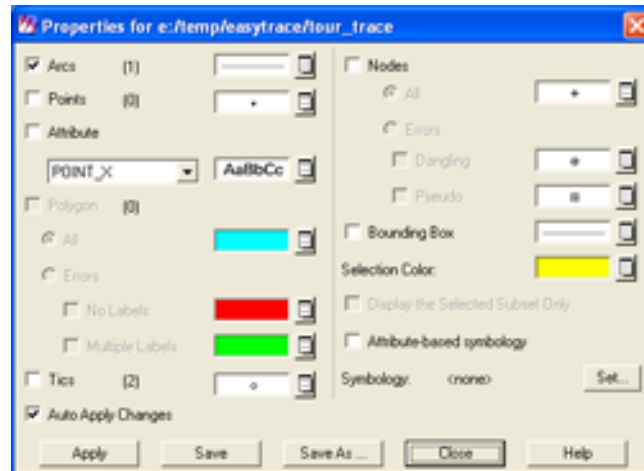 Properties for e:/temp/easytrace/tour_trace
Arcs (1)
Points (0)
Attribute
POINT_X AaBbCc
Polygon (0)
All
Errors
No Labels
Multiple Labels
Tics (2)
Auto Apply Changes
Nodes
All
Errors
Dangling
Pseudo
Bounding Box
Selection Color:
Display the Selected Subset Only
Attribute-based symbology
Symbology: <none> Set...
Apply Save Save As ... Close Help